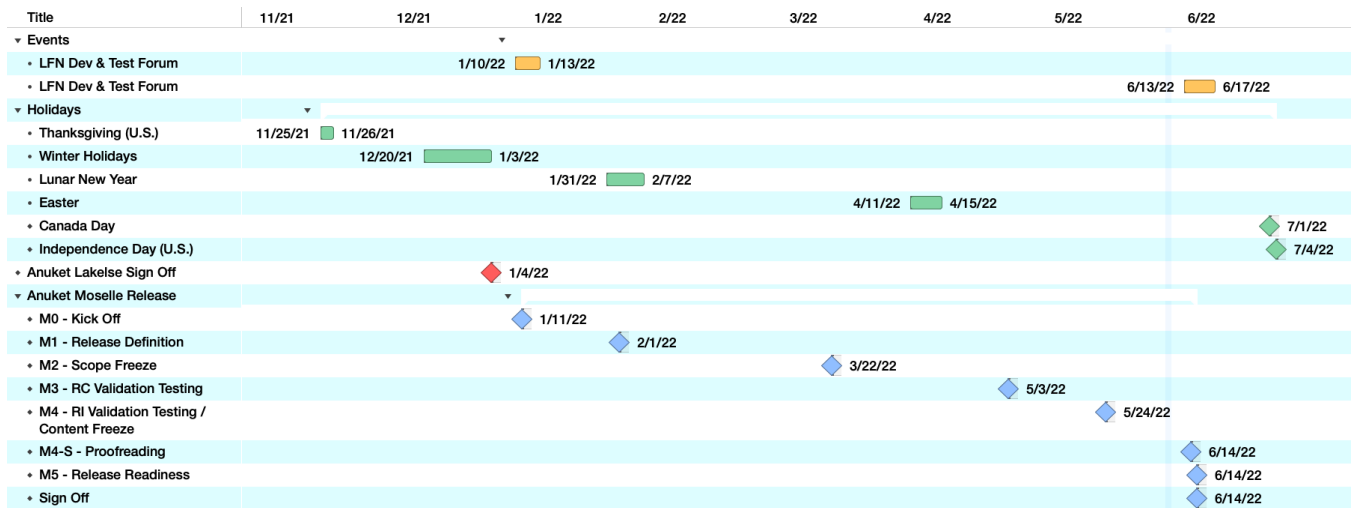 Title 11/21 12/21 1/22 2/22 3/22 4/22 5/22 6/22
Events
LFN Dev & Test Forum 1/10/22 1/13/22
LFN Dev & Test Forum 6/13/22 6/17/22
Holidays
Thanksgiving (U.S.) 11/25/21 11/26/21
Winter Holidays 12/20/21 1/3/22
Lunar New Year 1/31/22 2/7/22
Easter 4/11/22 4/15/22
Canada Day 7/1/22
Independence Day (U.S.) 7/4/22
Anuket Lakelse Sign Off 1/4/22
Anuket Moselle Release
M0 - Kick Off 1/11/22
M1 - Release Definition 2/1/22
M2 - Scope Freeze 3/22/22
M3 - RC Validation Testing 5/3/22
M4 - RI Validation Testing / 5/24/22
Content Freeze
M4-S - Proofreading 6/14/22
M5 - Release Readiness 6/14/22
Sign Off 6/14/22